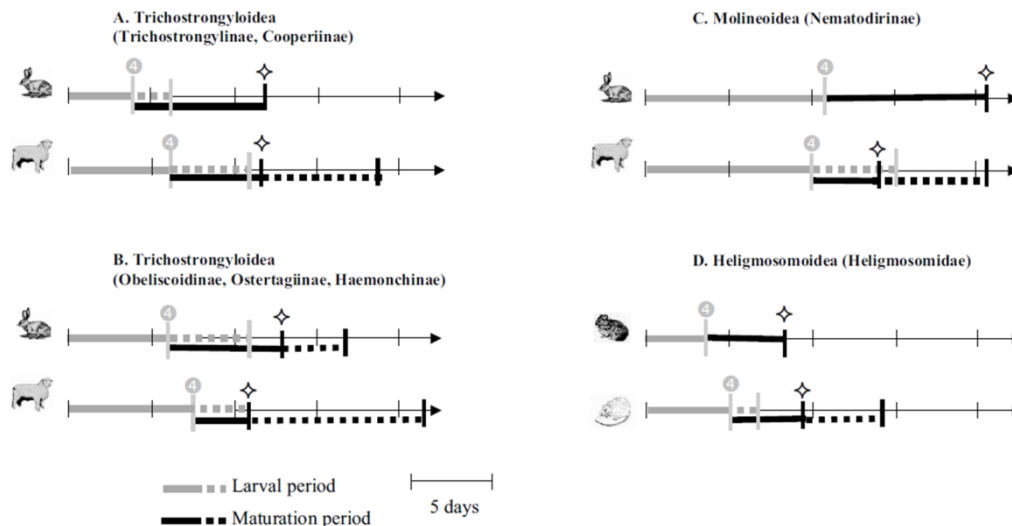 A. Trichostrongyloidea
(Trichostrongylinae, Cooperiinae)
4
4
B. Trichostrongyloidea
(Obeliscoidinae, Ostertagiinae, Haemonchinae)
4
4
C. Molineoidea (Nematodirinae)
4
4
D. Heligmosomoidea (Heligmosomidae)
4
4
Larval period
Maturation period
5 days